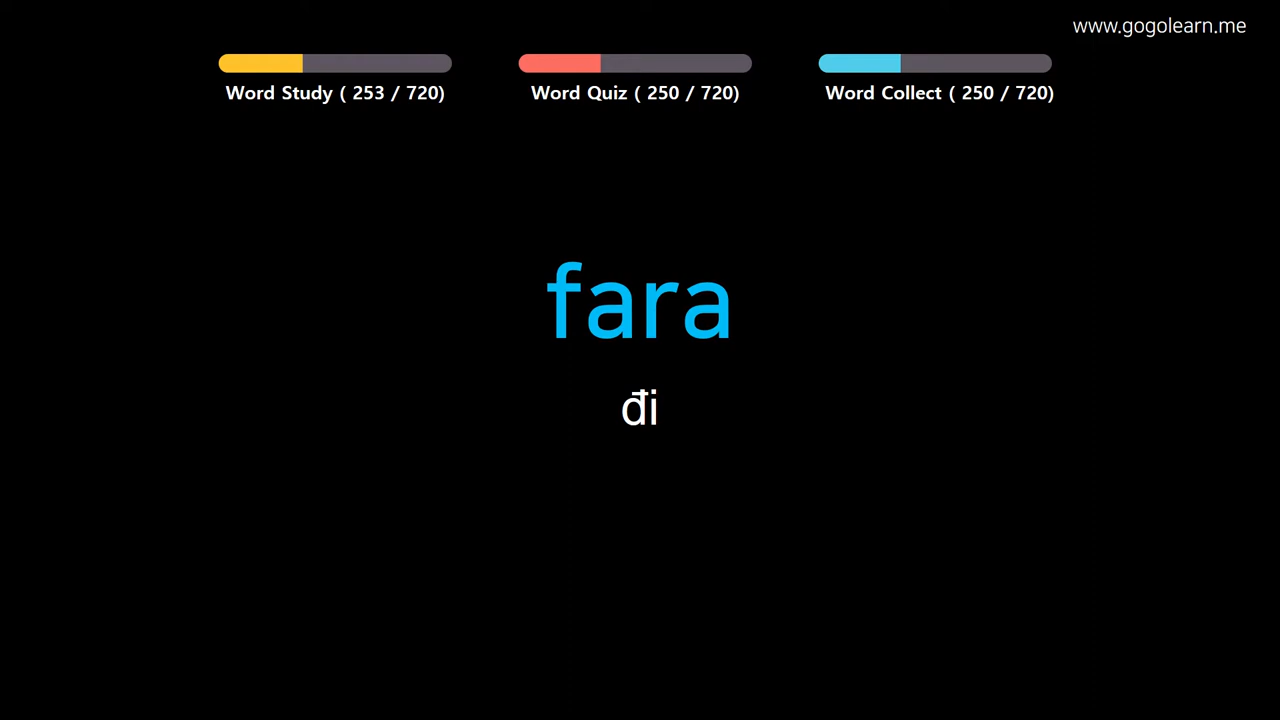 www.gogolearn.me
Word Study ( 253 / 720)
Word Quiz ( 250 / 720)
Word Collect ( 250 / 720)
fara
đi